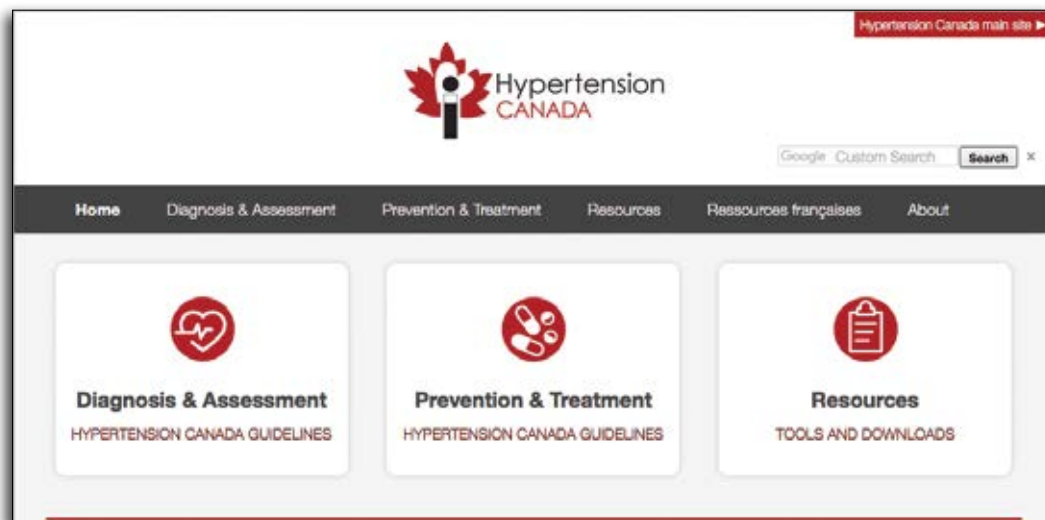 Hypertension Canada main site ►
Hypertension
CANADA
Google Custom Search Search ×
Home Diagnosis & Assessment Prevention & Treatment Resources Ressources françaises About
Diagnosis & Assessment Prevention & Treatment Resources
HYPERTENSION CANADA GUIDELINES HYPERTENSION CANADA GUIDELINES TOOLS AND DOWNLOADS